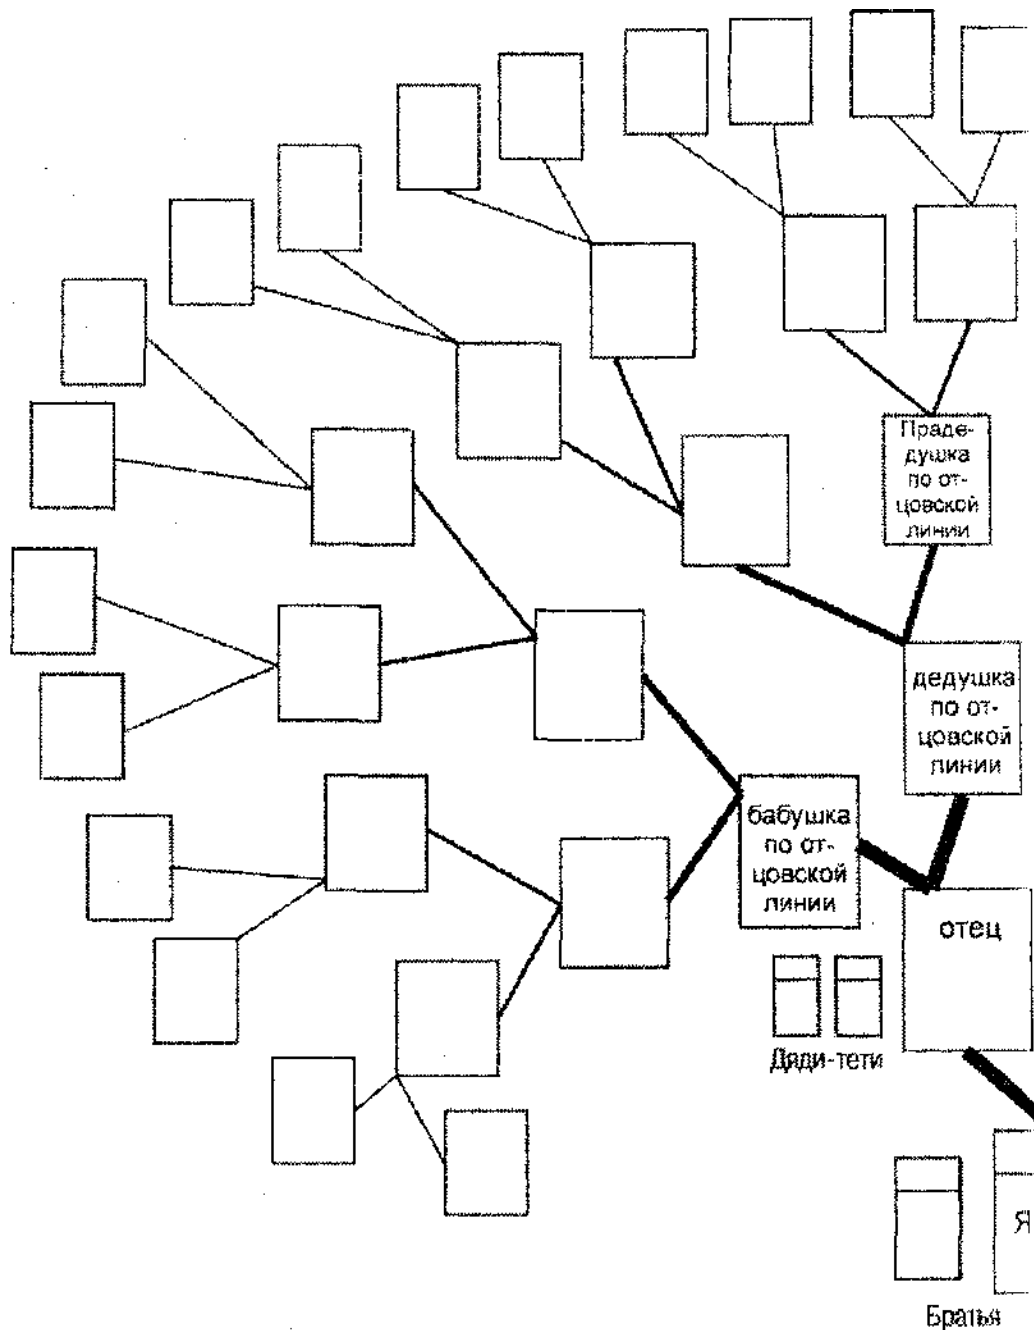 Праде-
душка
по от-
цовской
линии
дедушка
по от-
цовской
линии
бабушка
по от-
цовской
линии
отец
Дяди-тети
Я
Братья